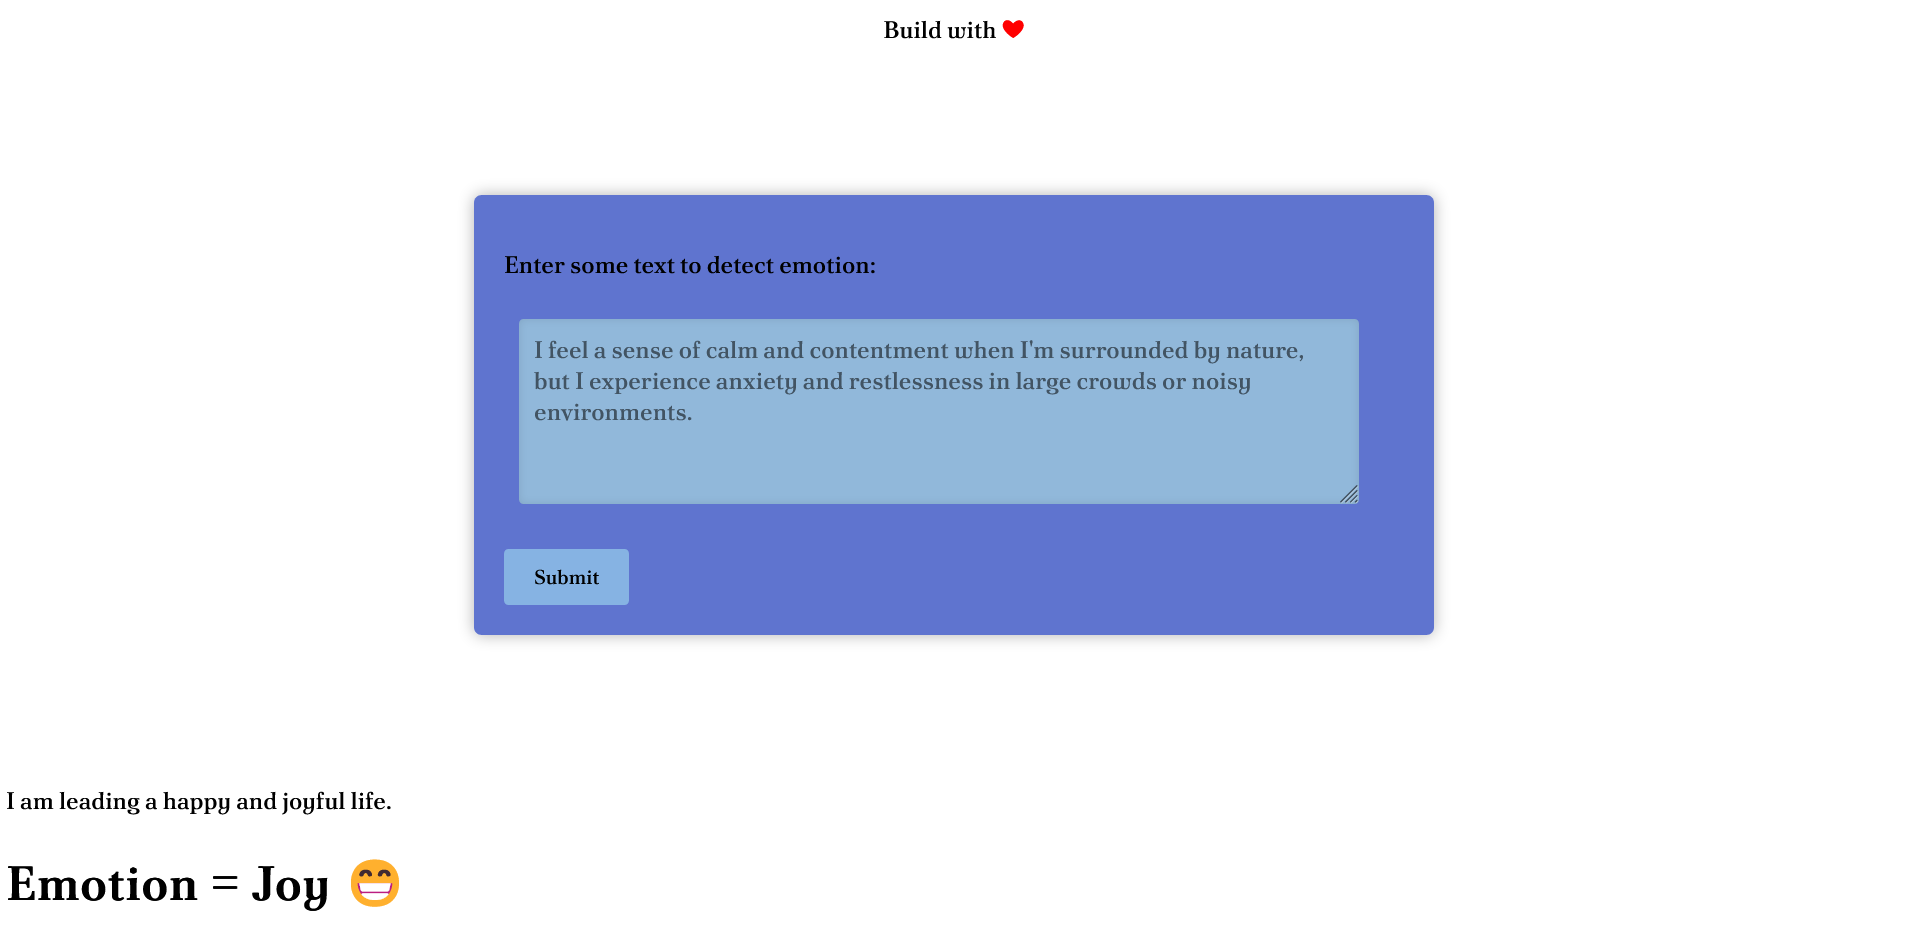 Build with ❤
Enter some text to detect emotion:
I feel a sense of calm and contentment when I'm surrounded by nature,
but I experience anxiety and restlessness in large crowds or noisy
environments.
Submit
I am leading a happy and joyful life.
Emotion = Joy 😁